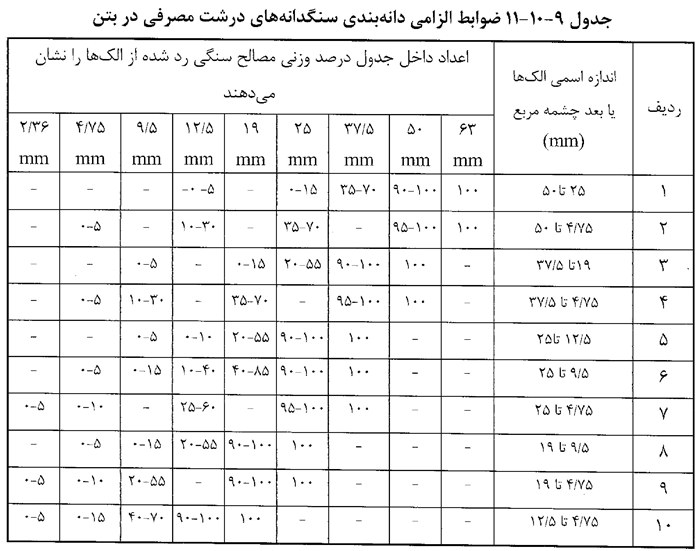 جدول ۹-۱۰-۱۱ ضوابط الزامی دانه‌بندی سنگدانه‌های درشت مصرفی در بتن
ردیف | اندازه اسمی الک‌ها یا بعد چشمه مربع (mm) | اعداد داخل جدول درصد وزنی مصالح سنگی رد شده از الک‌ها را نشان می‌دهند
۶۳ mm | ۵۰ mm | ۳۷/۵ mm | ۲۵ mm | ۱۹ mm | ۱۲/۵ mm | ۹/۵ mm | ۴/۷۵ mm | ۲/۳۶ mm
۱ | ۲۵ تا ۵۰ | ۱۰۰ | ۹۰-۱۰۰ | ۳۵-۷۰ | ۰-۱۵ | - | ۰-۵ | - | - | -
۲ | ۴/۷۵ تا ۵۰ | ۱۰۰ | ۹۵-۱۰۰ | - | ۳۵-۷۰ | - | ۱۰-۳۰ | - | ۰-۵ | -
۳ | ۱۹تا ۳۷/۵ | - | ۱۰۰ | ۹۰-۱۰۰ | ۲۰-۵۵ | ۰-۱۵ | - | ۰-۵ | - | -
۴ | ۴/۷۵ تا ۳۷/۵ | - | ۱۰۰ | ۹۵-۱۰۰ | - | ۳۵-۷۰ | - | ۱۰-۳۰ | ۰-۵ | -
۵ | ۱۲/۵ تا۲۵ | - | - | ۱۰۰ | ۹۰-۱۰۰ | ۲۰-۵۵ | ۰-۱۰ | ۰-۵ | - | -
۶ | ۹/۵ تا ۲۵ | - | - | ۱۰۰ | ۹۰-۱۰۰ | ۴۰-۸۵ | ۱۰-۴۰ | ۰-۱۵ | ۰-۵ | -
۷ | ۴/۷۵ تا ۲۵ | - | - | ۱۰۰ | ۹۵-۱۰۰ | - | ۲۵-۶۰ | - | ۰-۱۰ | ۰-۵
۸ | ۹/۵ تا ۱۹ | - | - | - | ۱۰۰ | ۹۰-۱۰۰ | ۲۰-۵۵ | ۰-۱۵ | ۰-۵ | -
۹ | ۴/۷۵ تا ۱۹ | - | - | - | ۱۰۰ | ۹۰-۱۰۰ | - | ۲۰-۵۵ | ۰-۱۰ | ۰-۵
۱۰ | ۴/۷۵ تا ۱۲/۵ | - | - | - | - | ۱۰۰ | ۹۰-۱۰۰ | ۴۰-۷۰ | ۰-۱۵ | ۰-۵